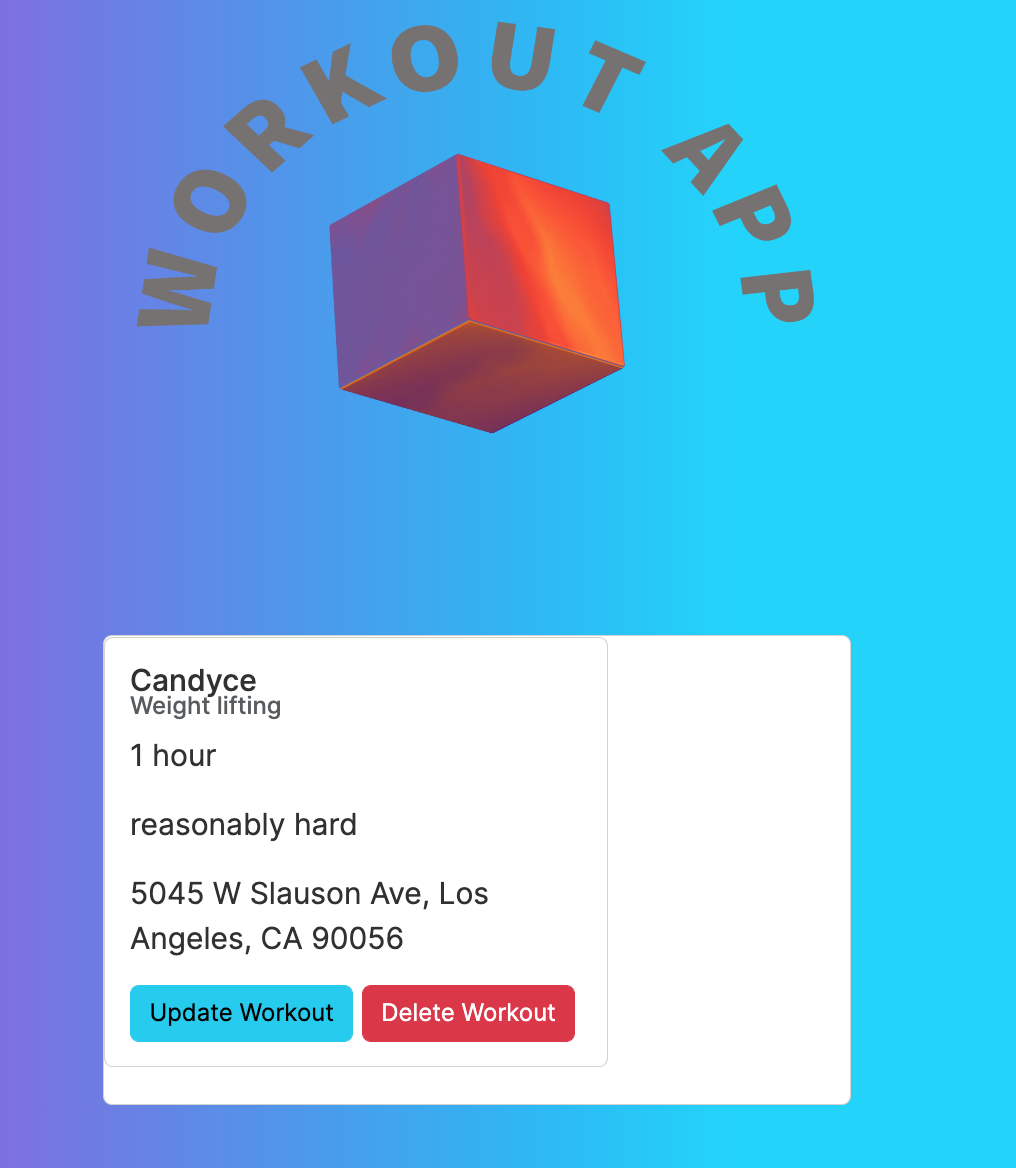 WORKOUT APP
Candyce
Weight lifting
1 hour
reasonably hard
5045 W Slauson Ave, Los
Angeles, CA 90056
Update Workout
Delete Workout